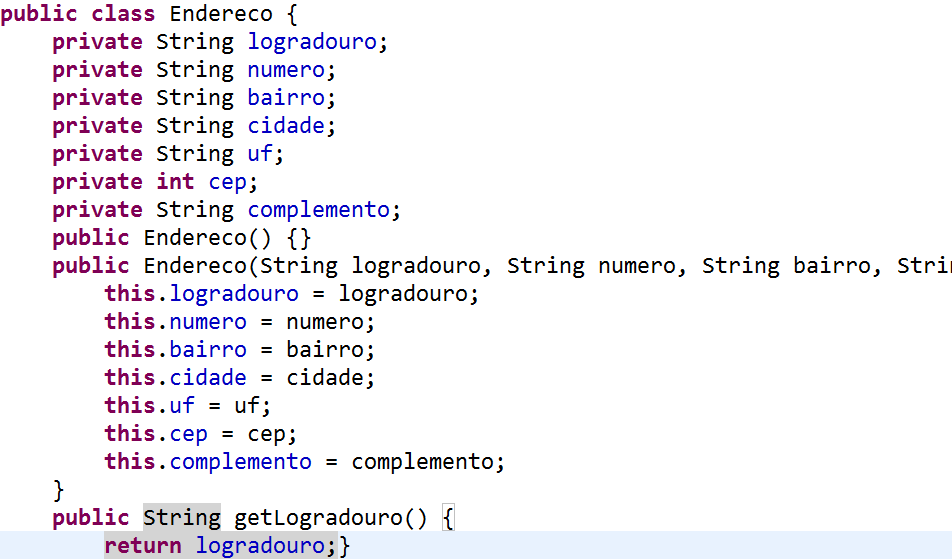 public class Endereco {
    private String logradouro;
    private String numero;
    private String bairro;
    private String cidade;
    private String uf;
    private int cep;
    private String complemento;
    public Endereco() {}
    public Endereco(String logradouro, String numero, String bairro,
        this.logradouro = logradouro;
        this.numero = numero;
        this.bairro = bairro;
        this.cidade = cidade;
        this.uf = uf;
        this.cep = cep;
        this.complemento = complemento;
    }
    public String getLogradouro() {
        return logradouro;}